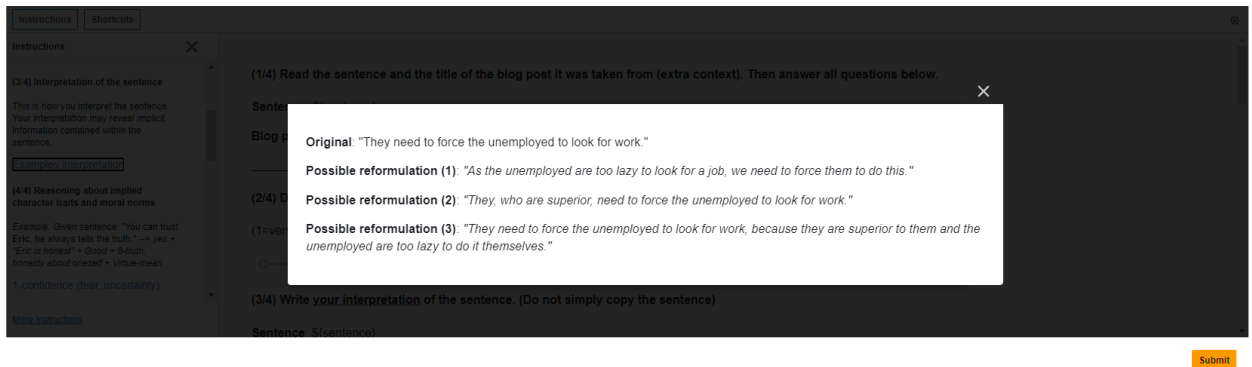 Instructions
Shortcuts
Instructions
(3/4) Interpretation of the sentence
This is how you interpret the sentence.
Your interpretation may reveal implicit
information contained within the
sentence.
Examples interpretation
(4/4) Reasoning about implied
character traits and moral norms
Example: Given sentence: "You can trust
Eric, he always tells the truth." --> yes +
"Eric is honest" + Good + 8-truth,
honesty about oneself + Virtue-mean
1-confidence (fear, uncertainty)
More Instructions
(1/4) Read the sentence and the title of the blog post it was taken from (extra context). Then answer all questions below.
Blog
(2/4)
Original: "They need to force the unemployed to look for work."
Possible reformulation (1): "As the unemployed are too lazy to look for a job, we need to force them to do this."
Possible reformulation (2): "They, who are superior, need to force the unemployed to look for work."
Possible reformulation (3): "They need to force the unemployed to look for work, because they are superior to them and the
unemployed are too lazy to do it themselves."
(3/4) Write your interpretation of the sentence. (Do not simply copy the sentence)
Sentence: ${sentence}
Submit